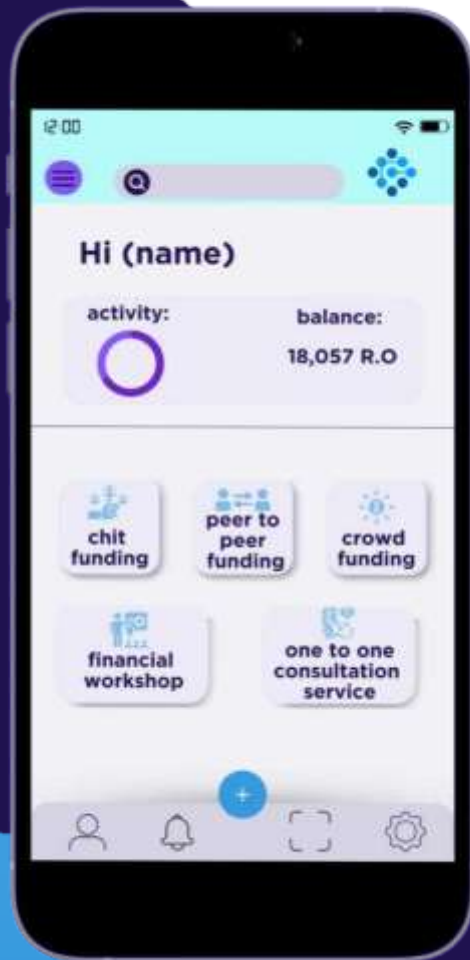 12:00
Hi (name)
activity:
balance:
18,057 R.O
chit
funding
peer to
peer
funding
crowd
funding
financial
workshop
one to one
consultation
service